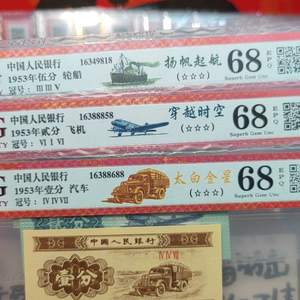 中国人民银行 16349818 扬帆起航 68 EPQ
1953年伍分 轮船
冠号：III III V (☆☆☆) Superb Gem Unc
中国人民银行 16388858 穿越时空 68 EPQ
1953年贰分 飞机
冠号：VI I VI (☆☆☆) Superb Gem Unc
中国人民银行 16388688 太白金星 68 EPQ
1953年壹分 汽车
冠号：IV IV VII (☆☆☆) Superb Gem Unc
中国人民银行
IV IV VII
壹分